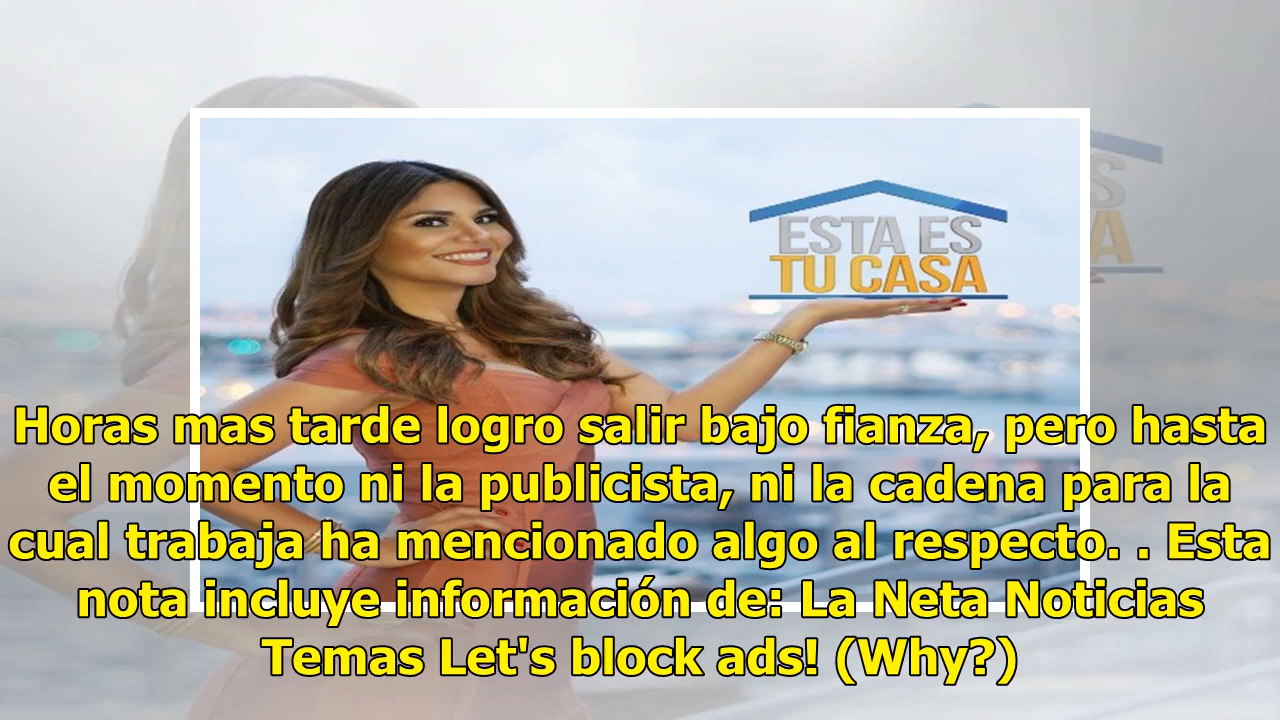 ESTA ES
TU CASA
S
A
Horas mas tarde logro salir bajo fianza, pero hasta
el momento ni la publicista, ni la cadena para la
cual trabaja ha mencionado algo al respecto. . Esta
nota incluye información de: La Neta Noticias
Temas Let's block ads! (Why?)